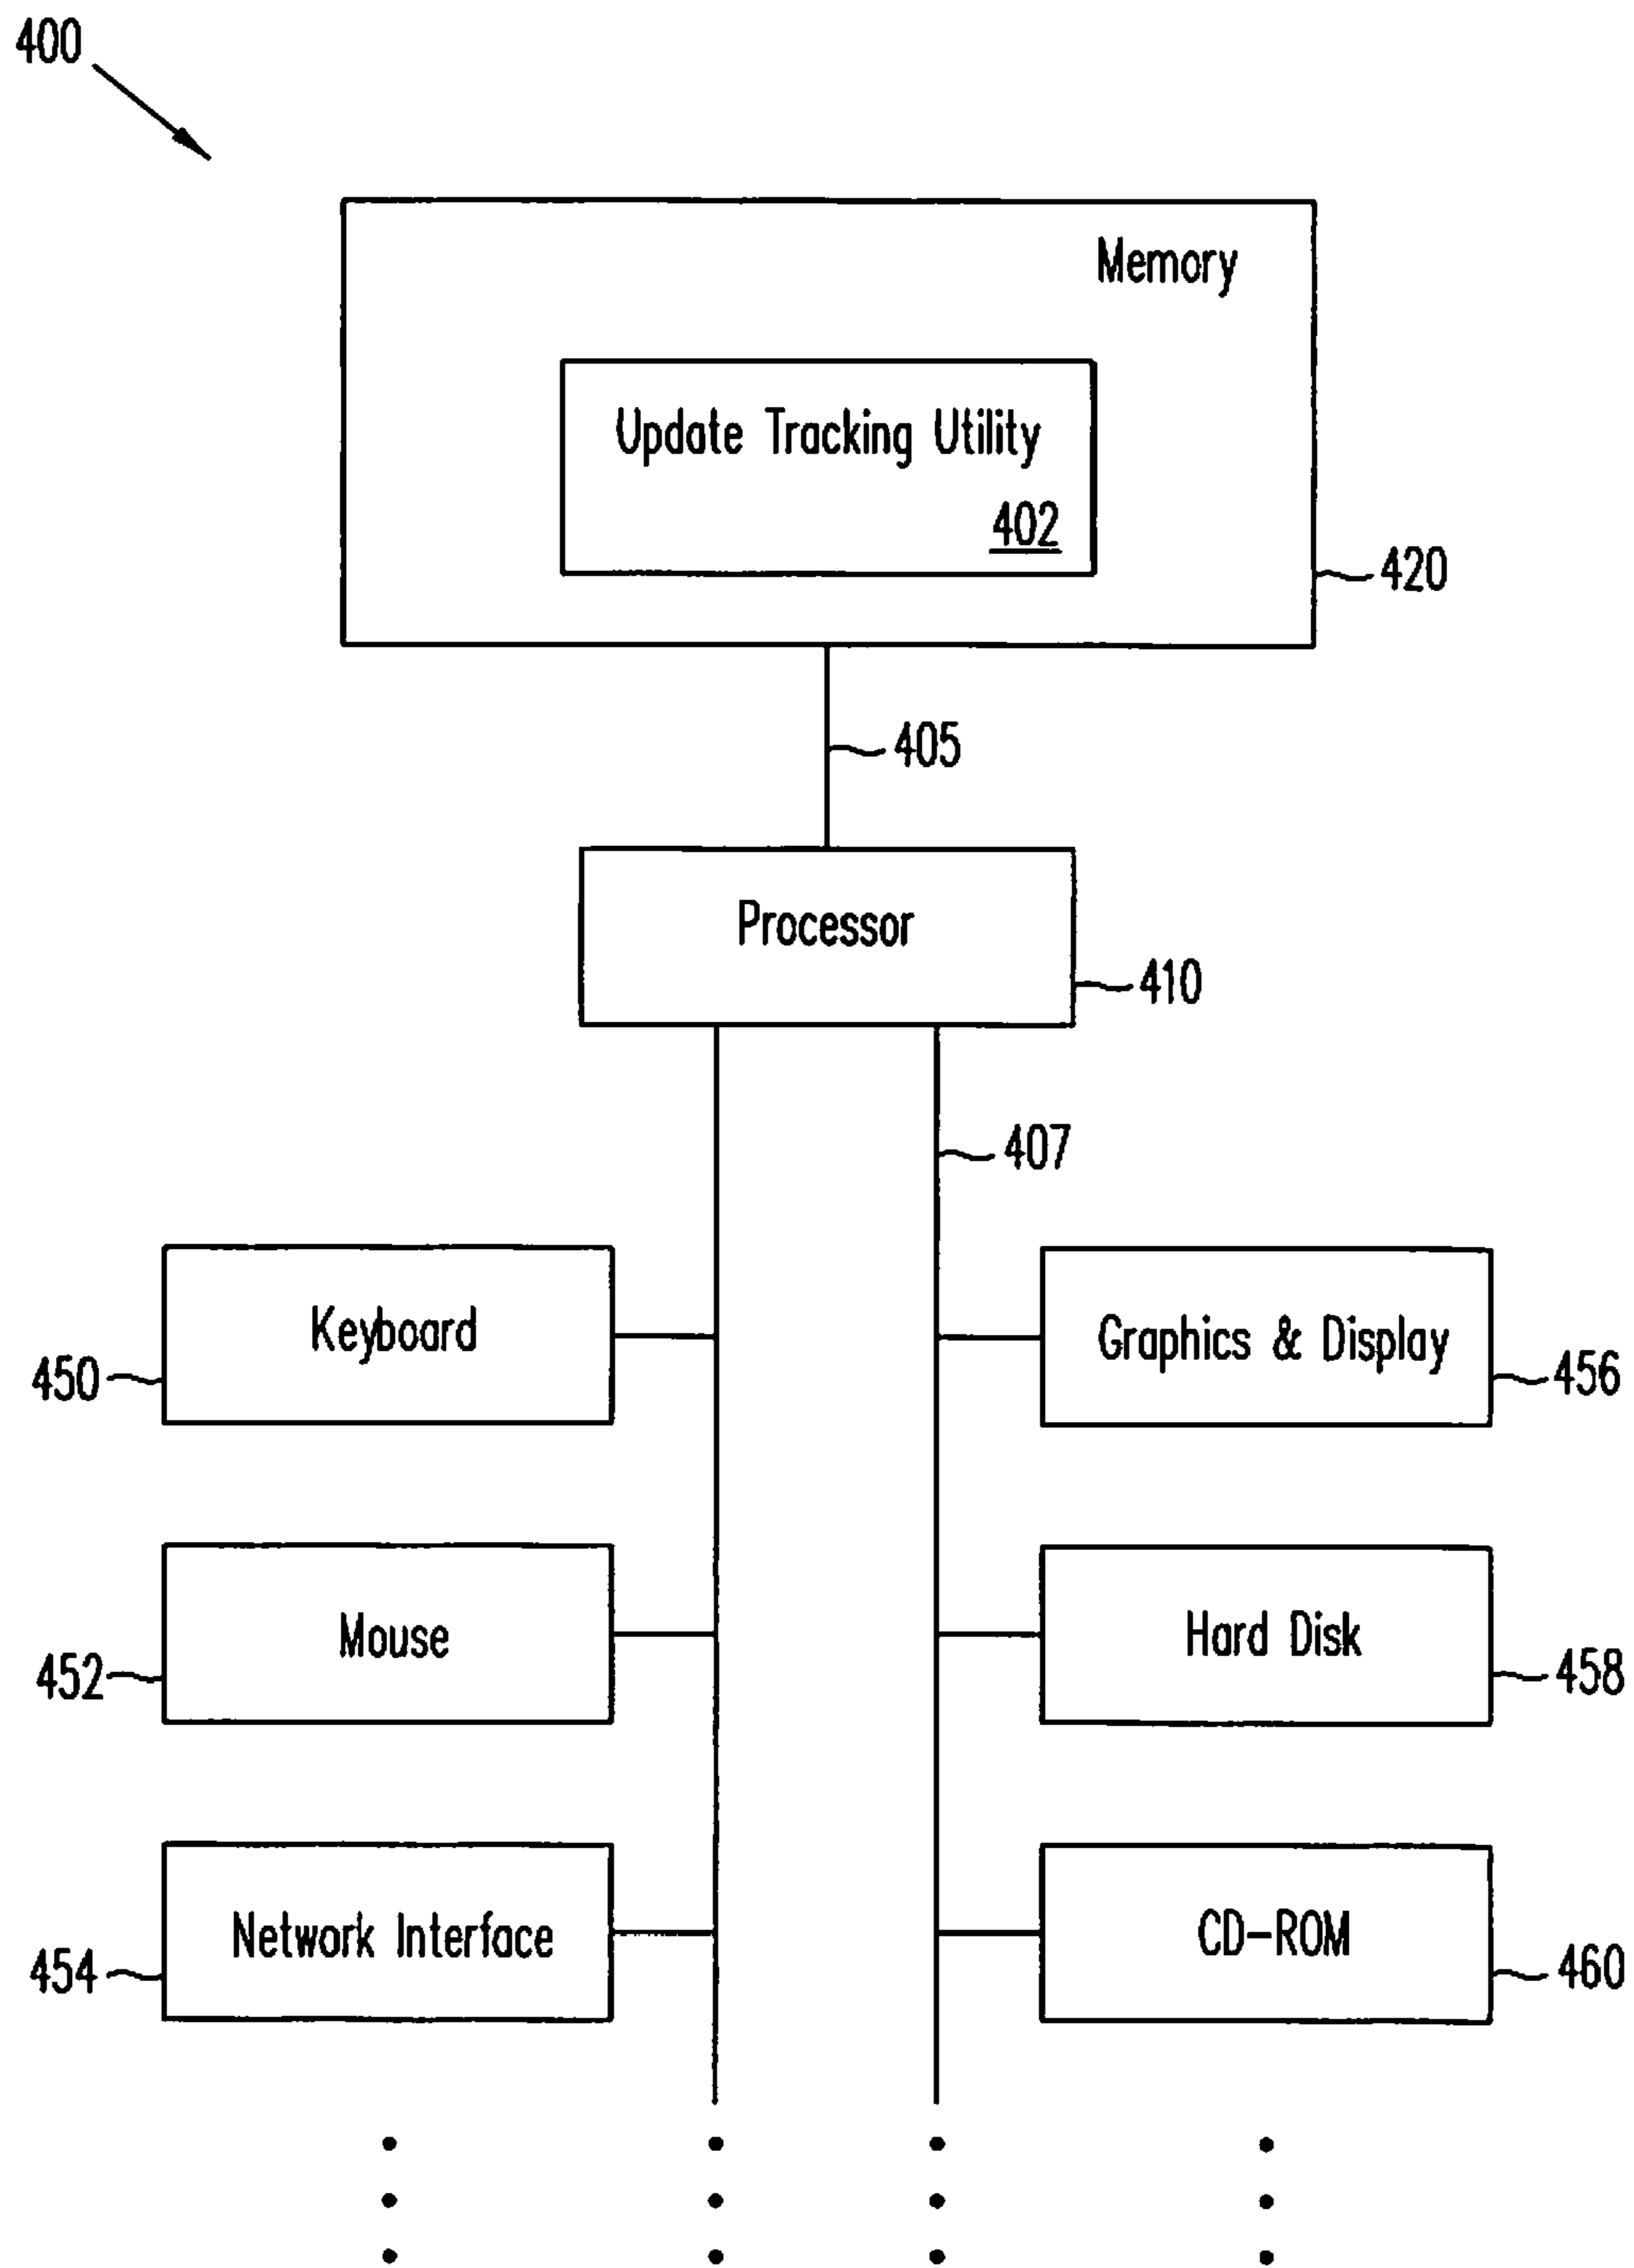 400
Memory
Update Tracking Utility
402
420
405
Processor
410
407
Keyboard
450
Graphics & Display
456
Mouse
452
Hard Disk
458
Network Interface
454
CD-ROM
460